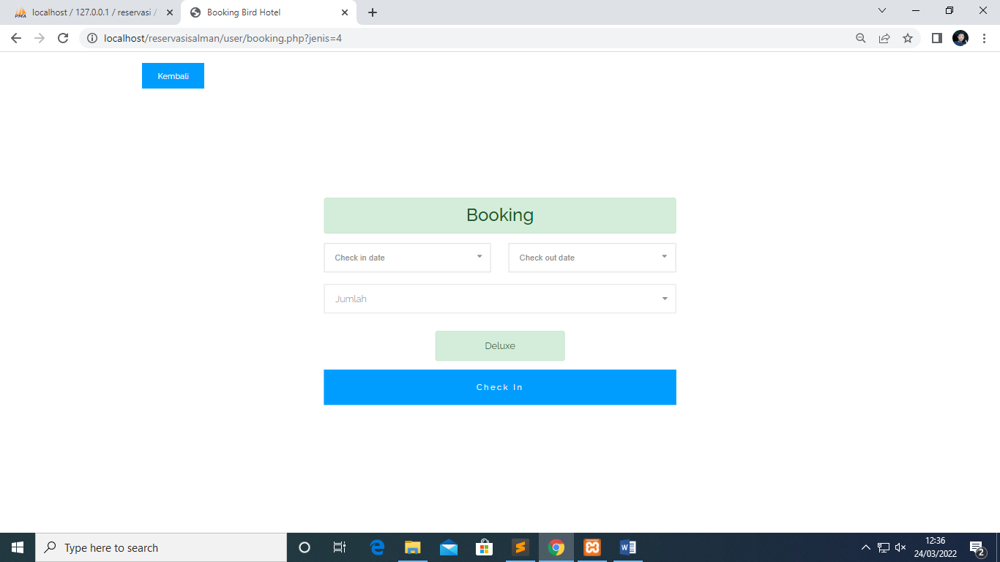 localhost / 127.0.0.1 / reservasi /
Booking Bird Hotel
localhost/reservasisalman/user/booking.php?jenis=4
Kembali
Booking
Check in date
Check out date
Jumlah
Deluxe
Check In
Type here to search
12:36
24/03/2022
2